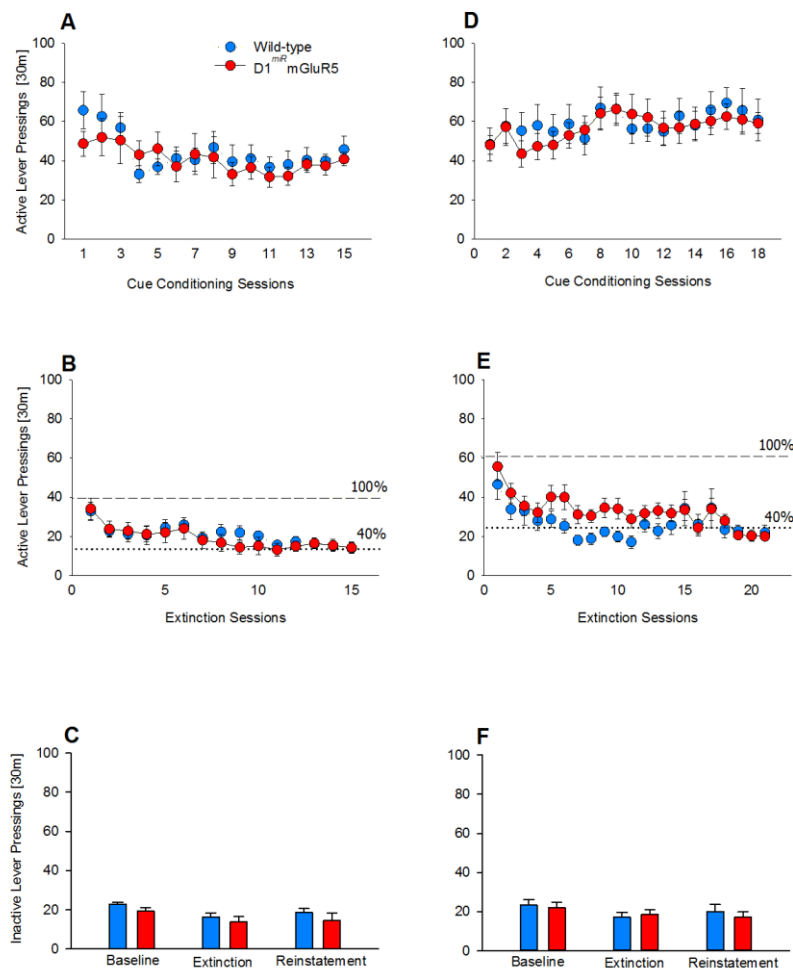 A
D
Wild-type
D1 miR mGluR5
Active Lever Pressings [30m]
100
80
60
40
20
0
1 3 5 7 9 11 13 15
Cue Conditioning Sessions
100
80
60
40
20
0
0 2 4 6 8 10 12 14 16 18
Cue Conditioning Sessions
B
E
Active Lever Pressings [30m]
100
80
60
40
20
0
100%
40%
0 5 10 15
Extinction Sessions
100
80
60
40
20
0
100%
40%
0 5 10 15 20
Extinction Sessions
C
F
Inactive Lever Pressings [30m]
100
80
60
40
20
0
Baseline Extinction Reinstatement
100
80
60
40
20
0
Baseline Extinction Reinstatement